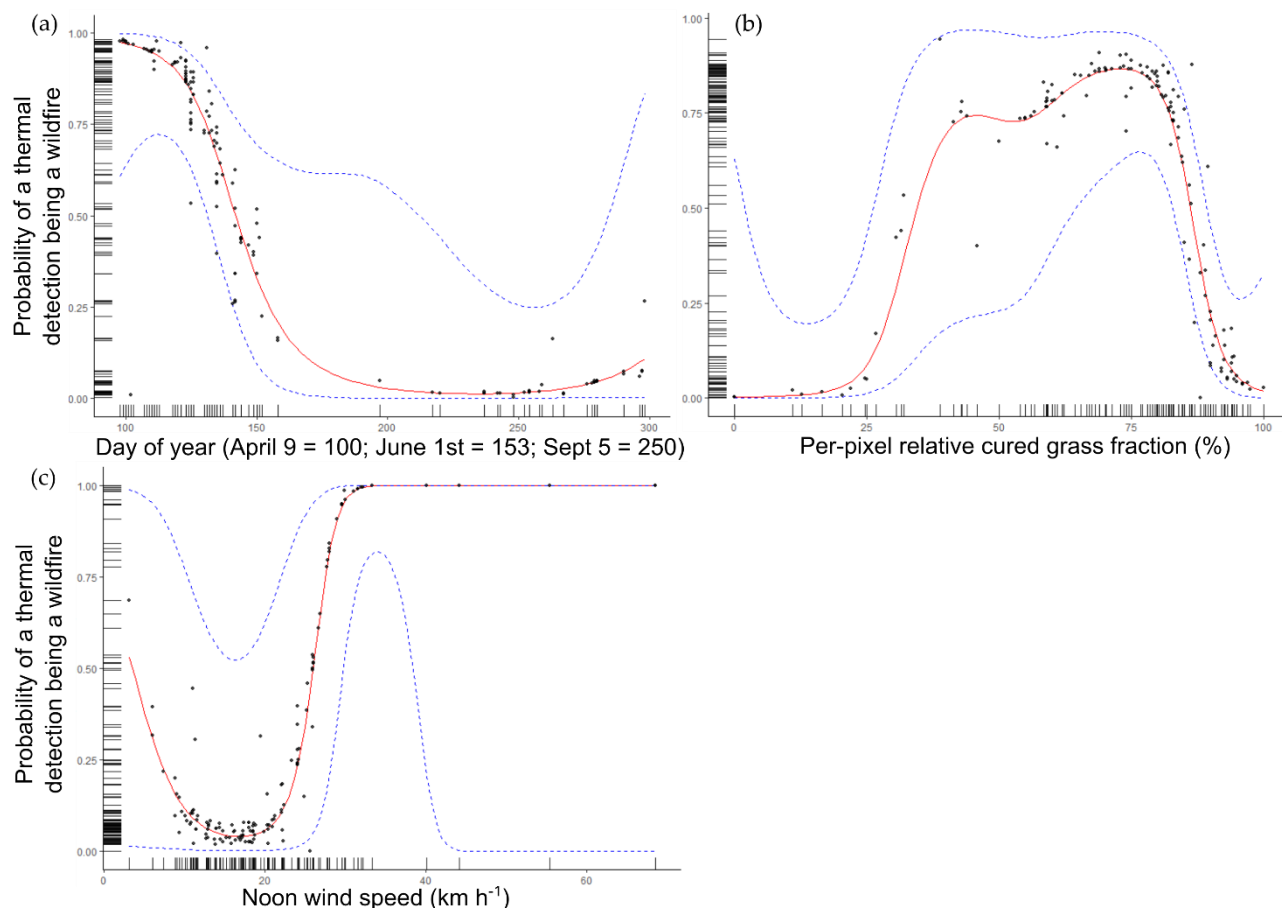 (a)
Probability of a thermal
detection being a wildfire
1.00
0.75
0.50
0.25
0.00
100
150
200
250
300
Day of year (April 9 = 100; June 1st = 153; Sept 5 = 250)
(b)
1.00
0.75
0.50
0.25
0.00
0
25
50
75
100
Per-pixel relative cured grass fraction (%)
(c)
Probability of a thermal
detection being a wildfire
1.00
0.75
0.50
0.25
0.00
0
20
40
60
Noon wind speed (km h⁻¹)